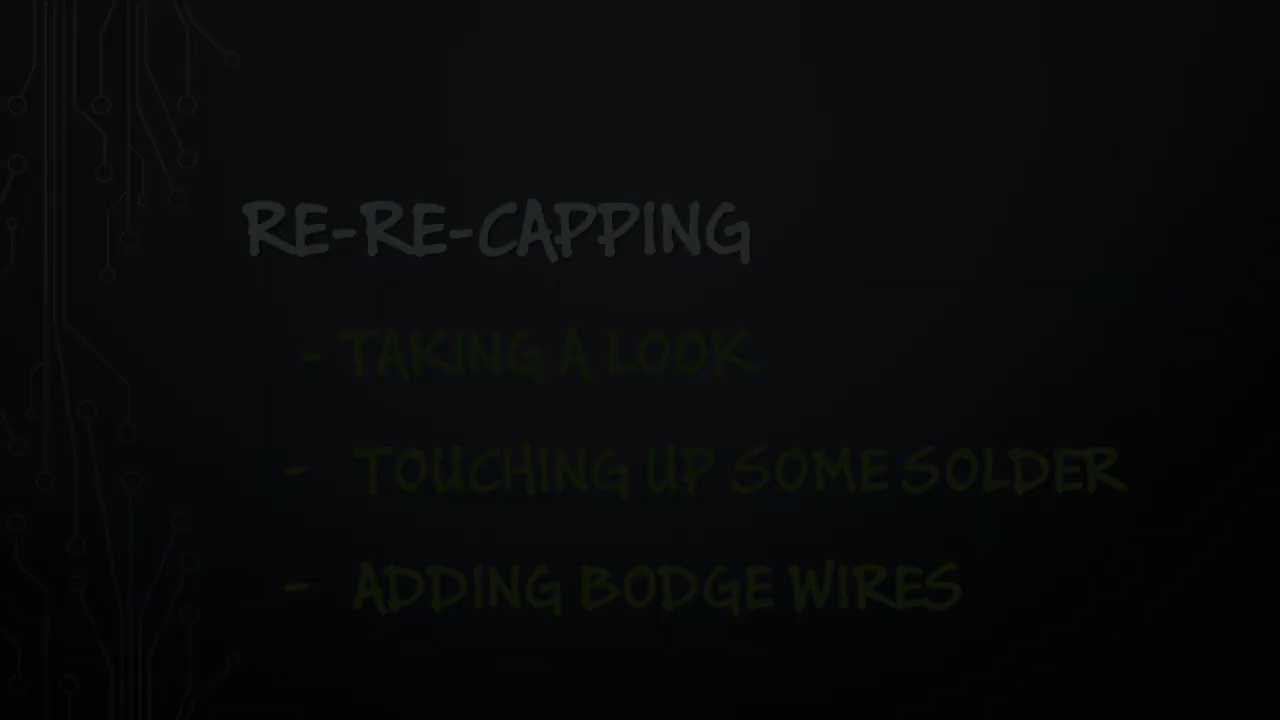 RE-RE-CAPPING
- TAKING A LOOK
- TOUCHING UP SOME SOLDER
- ADDING BODGE WIRES